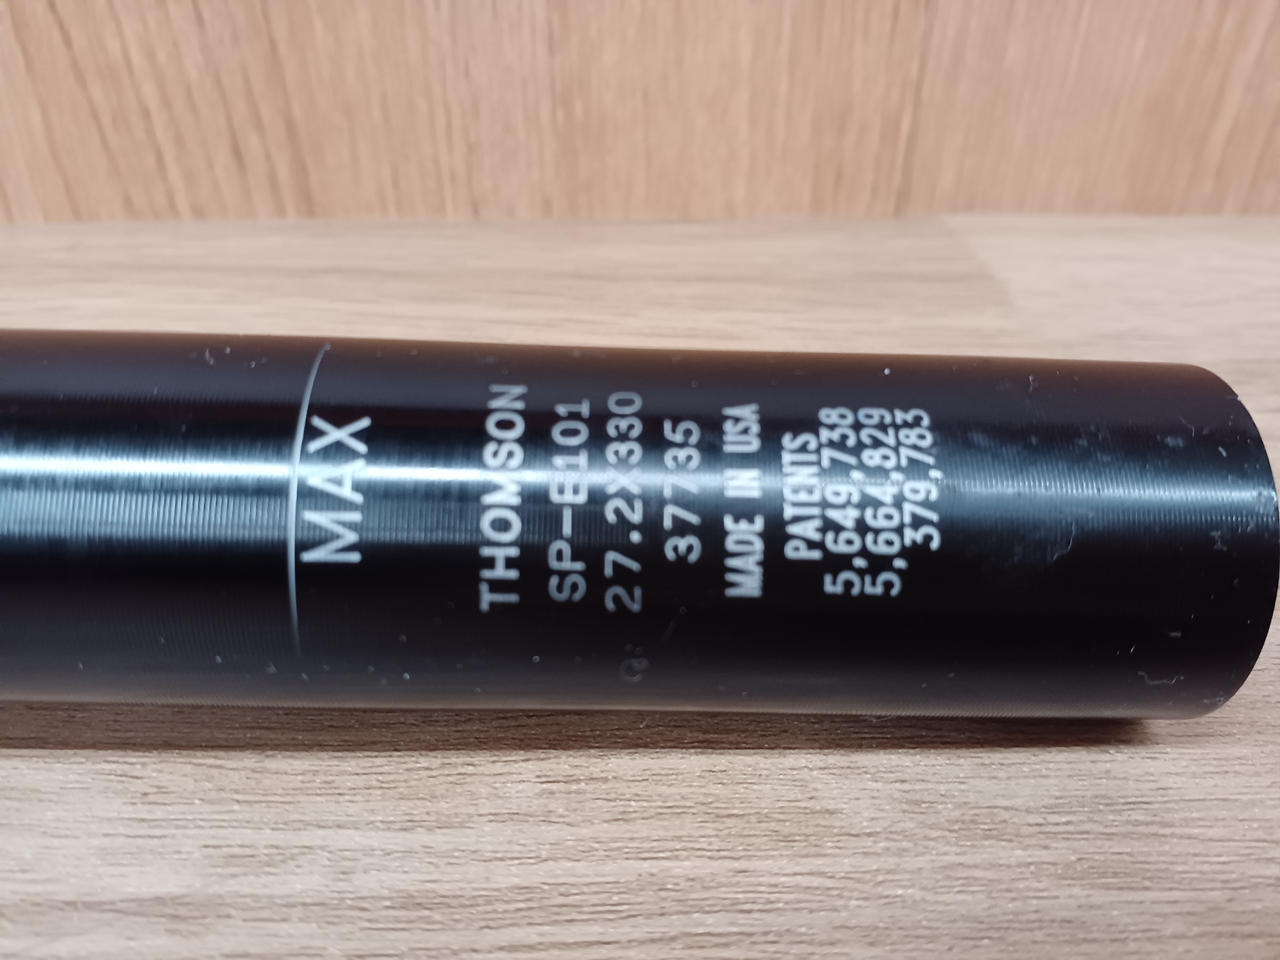 MAX
THOMSON
SP-E101
27.2X330
37735
MADE IN USA
PATENTS
5,649,738
5,664,829
379,783